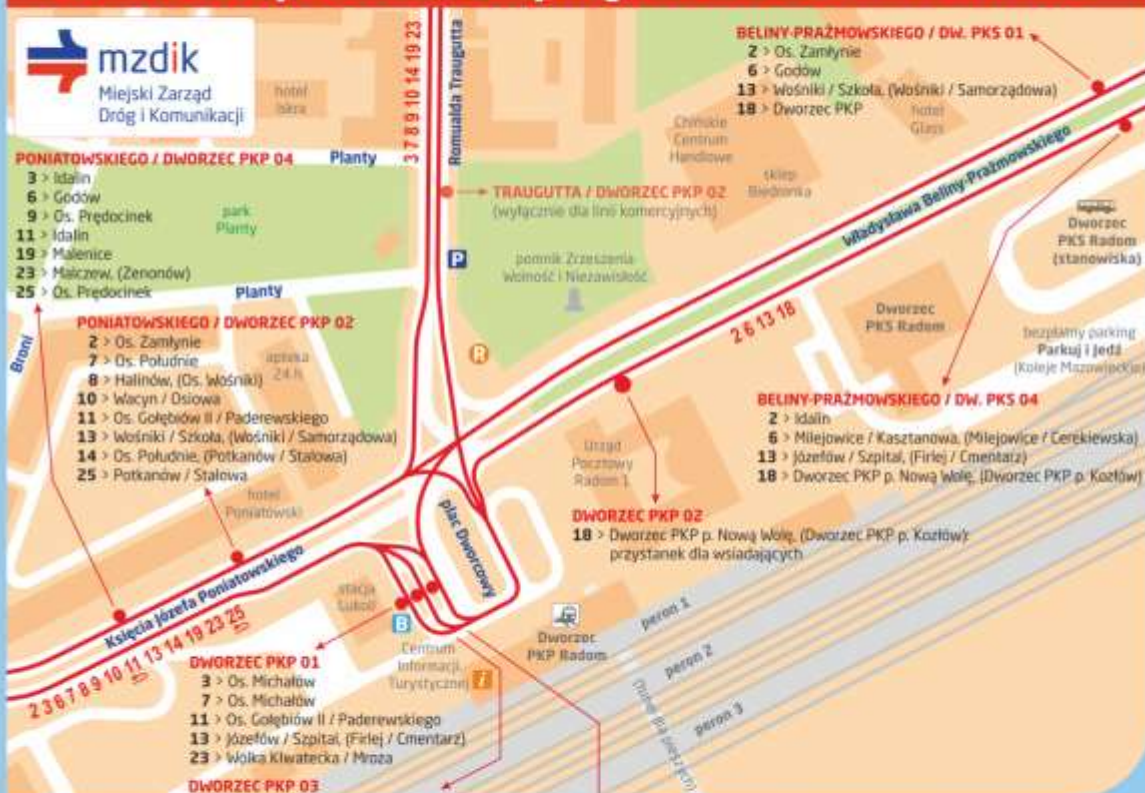 mzdik
Miejski Zarząd
Dróg i Komunikacji
hotel
Iskra
3 7 8 9 10 14 19 23
Romualda Traugutta
BELINY-PRAŻMOWSKIEGO / DW. PKS 01
2 > Os. Zamłynie
6 > Godów
13 > Wośniki / Szkoła, (Wośniki / Samorządowa)
18 > Dworzec PKP
Chińskie
Centrum
Handlowe
hotel
Glass
sklep
Biedronka
Władysława Beliny-Prażmowskiego
PONIATOWSKIEGO / DWORZEC PKP 04
3 > Idalin
6 > Godów
9 > Os. Prędocinek
11 > Idalin
19 > Malenice
23 > Malczew, (Zenonów)
25 > Os. Prędocinek
Planty
park
Planty
TRAUGUTTA / DWORZEC PKP 02
(wyłącznie dla linii komercyjnych)
P
pomnik Zrzeszenia
Wolność i Niezawisłość
Dworzec
PKS Radom
(stanowiska)
Planty
Broni
R
2 6 13 18
Dworzec
PKS Radom
bezpłatny parking
Parkuj i Jedź
(Koleje Mazowieckie)
PONIATOWSKIEGO / DWORZEC PKP 02
2 > Os. Zamłynie
7 > Os. Południe
8 > Halinów, (Os. Wośniki)
10 > Wacyn / Osiowa
11 > Os. Gołębiów II / Paderewskiego
13 > Wośniki / Szkoła, (Wośniki / Samorządowa)
14 > Os. Południe, (Potkanów / Stalowa)
25 > Potkanów / Stalowa
apteka
24 h
hotel
Poniatowski
BELINY-PRAŻMOWSKIEGO / DW. PKS 04
2 > Idalin
6 > Milejowice / Kasztanowa, (Milejowice / Cerekiewska)
13 > Józefów / Szpital, (Firlej / Cmentarz)
18 > Dworzec PKP p. Nową Wolę, (Dworzec PKP p. Kozłów)
Urząd
Pocztowy
Radom 1
plac Dworcowy
DWORZEC PKP 02
18 > Dworzec PKP p. Nową Wolę, (Dworzec PKP p. Kozłów):
przystanek dla wsiadających
Księcia Józefa Poniatowskiego
2 3 6 7 8 9 10 11 13 14 19 23 25
stacja
Łukoil
B
Centrum
Informacji
Turystycznej
i
Dworzec
PKP Radom
peron 1
peron 2
peron 3
DWORZEC PKP 01
3 > Os. Michałów
7 > Os. Michałów
11 > Os. Gołębiów II / Paderewskiego
13 > Józefów / Szpital, (Firlej / Cmentarz)
23 > Wólka Klwatecka / Mroza
DWORZEC PKP 03